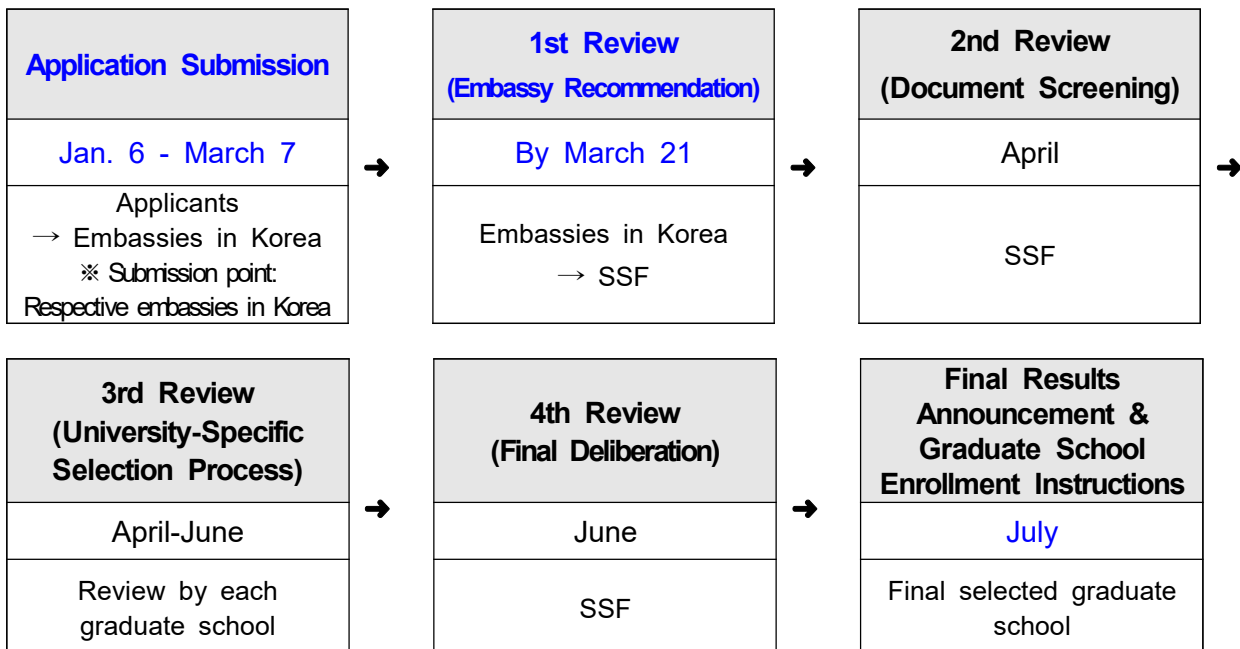 Application Submission
Jan. 6 - March 7
Applicants
→ Embassies in Korea
※ Submission point:
Respective embassies in Korea
➜
1st Review
(Embassy Recommendation)
By March 21
Embassies in Korea
→ SSF
➜
2nd Review
(Document Screening)
April
SSF
➜
3rd Review
(University-Specific
Selection Process)
April-June
Review by each
graduate school
➜
4th Review
(Final Deliberation)
June
SSF
➜
Final Results
Announcement &
Graduate School
Enrollment Instructions
July
Final selected graduate
school